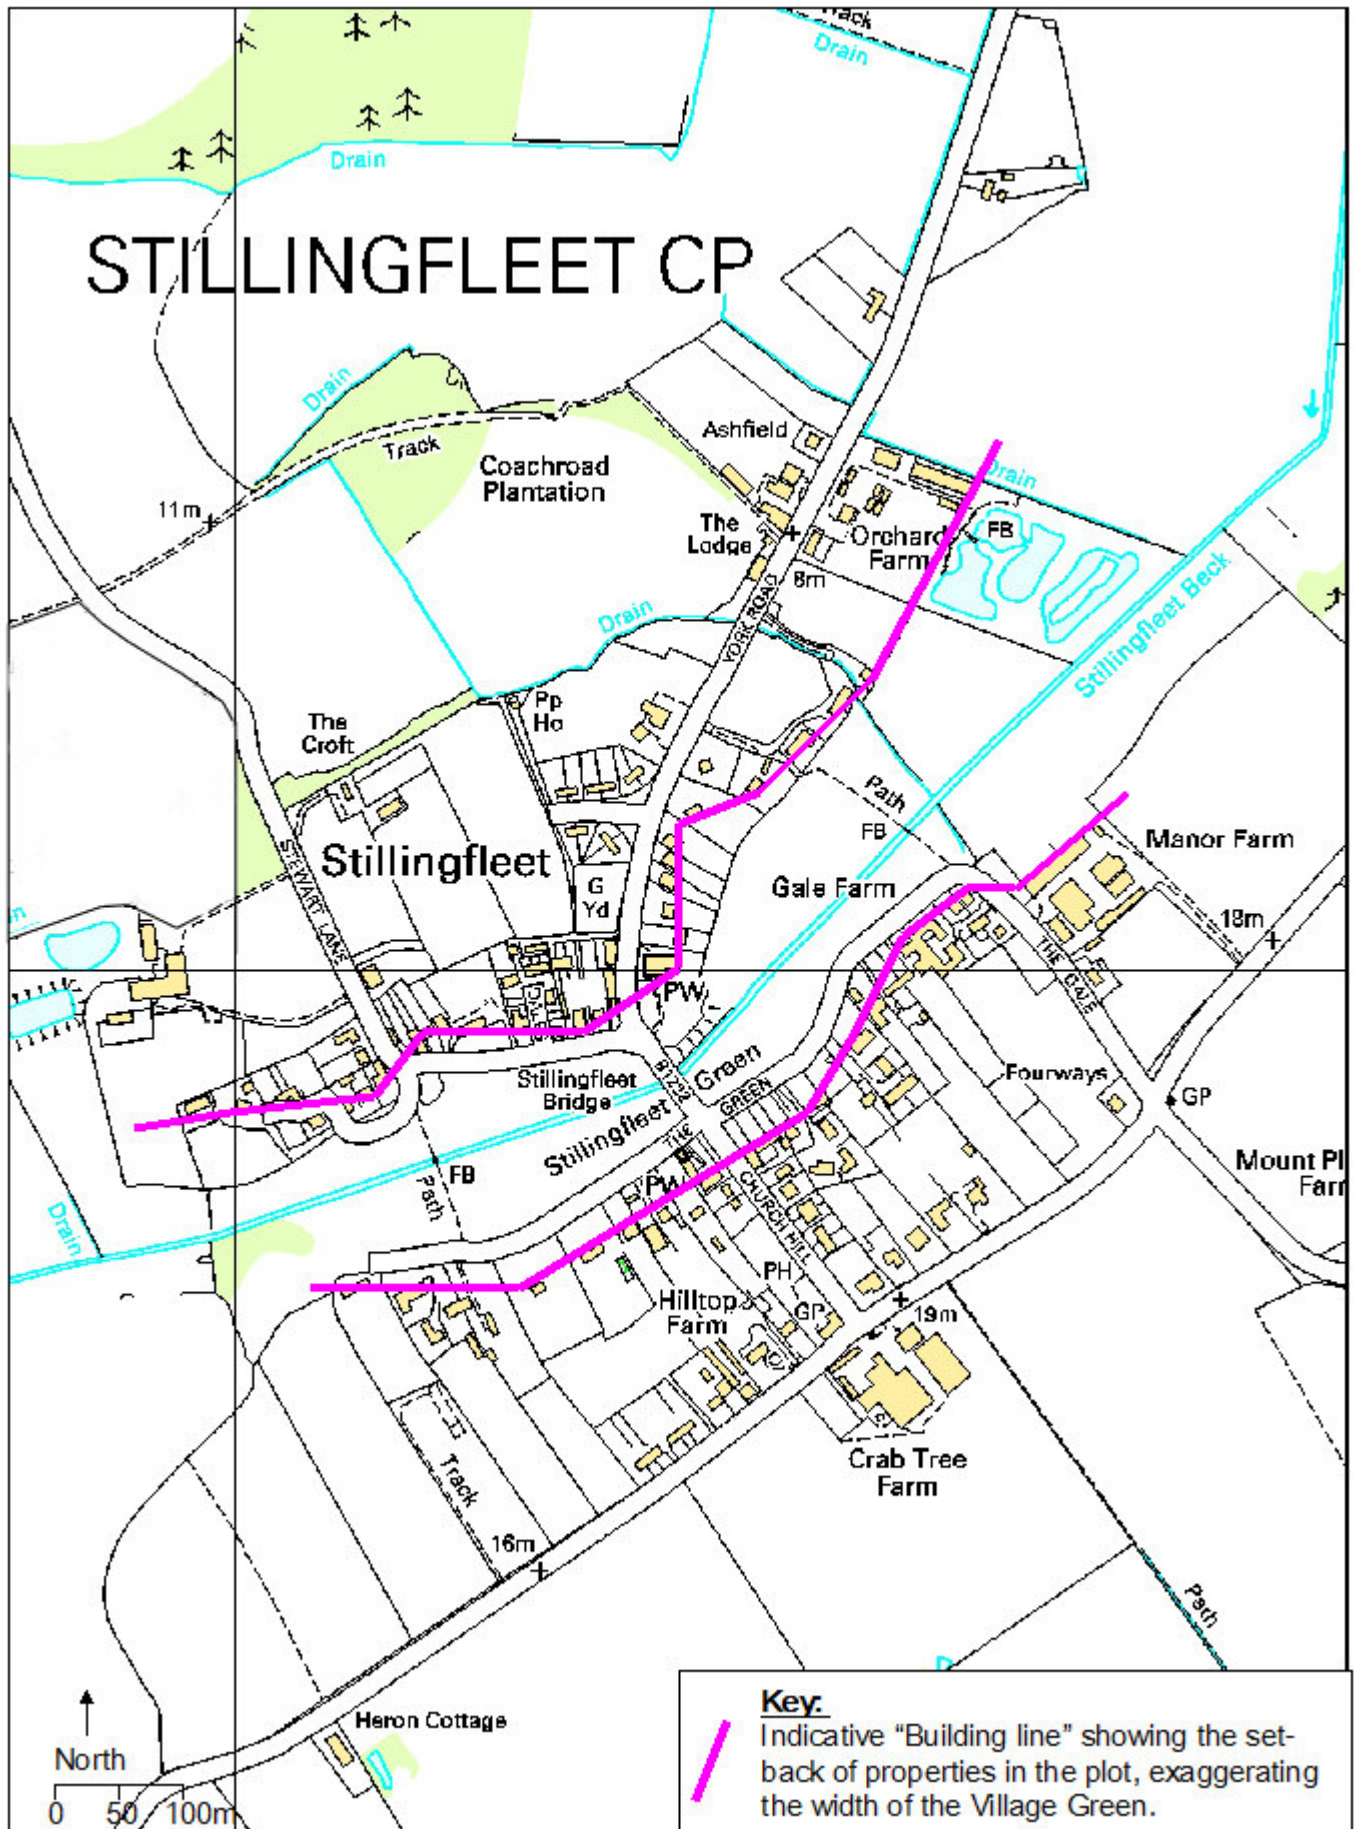 Track
Drain
Drain
STILLINGFLEET CP
Drain
Ashfield
Track
Coachroad
Plantation
Drain
11m
The
Lodge
Orchard
Farm
FB
8m
YORK ROAD
Drain
Stillingfleet Beck
Pp
Ho
The
Croft
Path
FB
Manor Farm
STEWART LANE
Stillingfleet
G
Yd
Gale Farm
18m
THE GALE
PW
Stillingfleet
Bridge
B1222
Stillingfleet Green
THE GREEN
Fourways
GP
FB
Path
PW
CHURCH HILL
Mount Pl
Farr
Drain
PH
Hilltop
Farm
GP
19m
Crab Tree
Farm
Track
16m
Path
Heron Cottage
North
0 50 100m
Key:
Indicative “Building line” showing the set-
back of properties in the plot, exaggerating
the width of the Village Green.